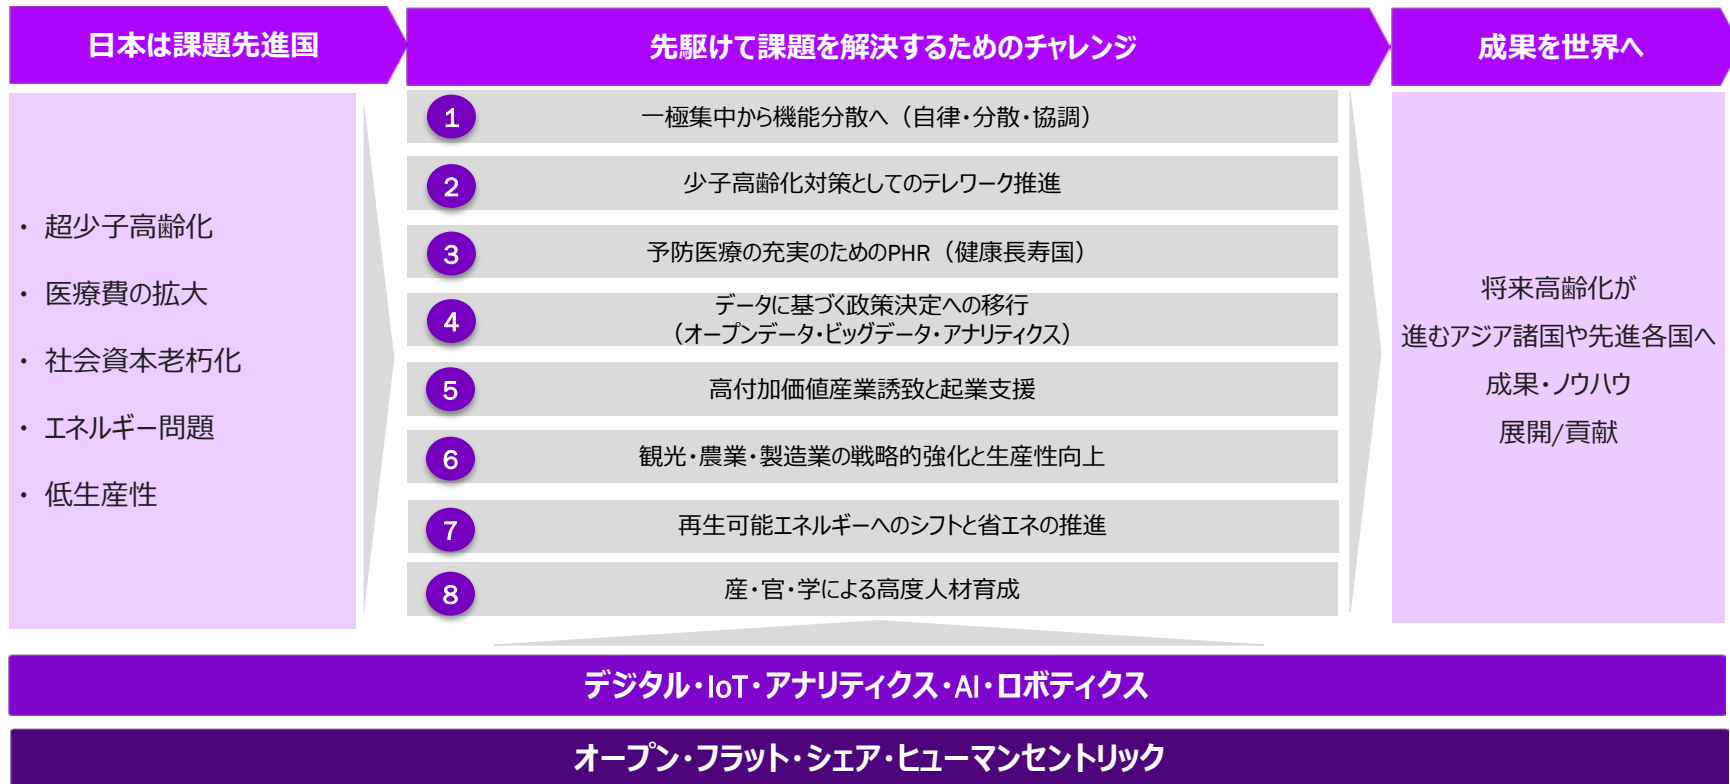 日本は課題先進国
先駆けて課題を解決するためのチャレンジ
成果を世界へ
・ 超少子高齢化
・ 医療費の拡大
・ 社会資本老朽化
・ エネルギー問題
・ 低生産性
1 一極集中から機能分散へ（自律・分散・協調）
2 少子高齢化対策としてのテレワーク推進
3 予防医療の充実のためのPHR（健康長寿国）
4 データに基づく政策決定への移行
（オープンデータ・ビッグデータ・アナリティクス）
5 高付加価値産業誘致と起業支援
6 観光・農業・製造業の戦略的強化と生産性向上
7 再生可能エネルギーへのシフトと省エネの推進
8 産・官・学による高度人材育成
将来高齢化が
進むアジア諸国や先進各国へ
成果・ノウハウ
展開/貢献
デジタル・IoT・アナリティクス・AI・ロボティクス
オープン・フラット・シェア・ヒューマンセントリック